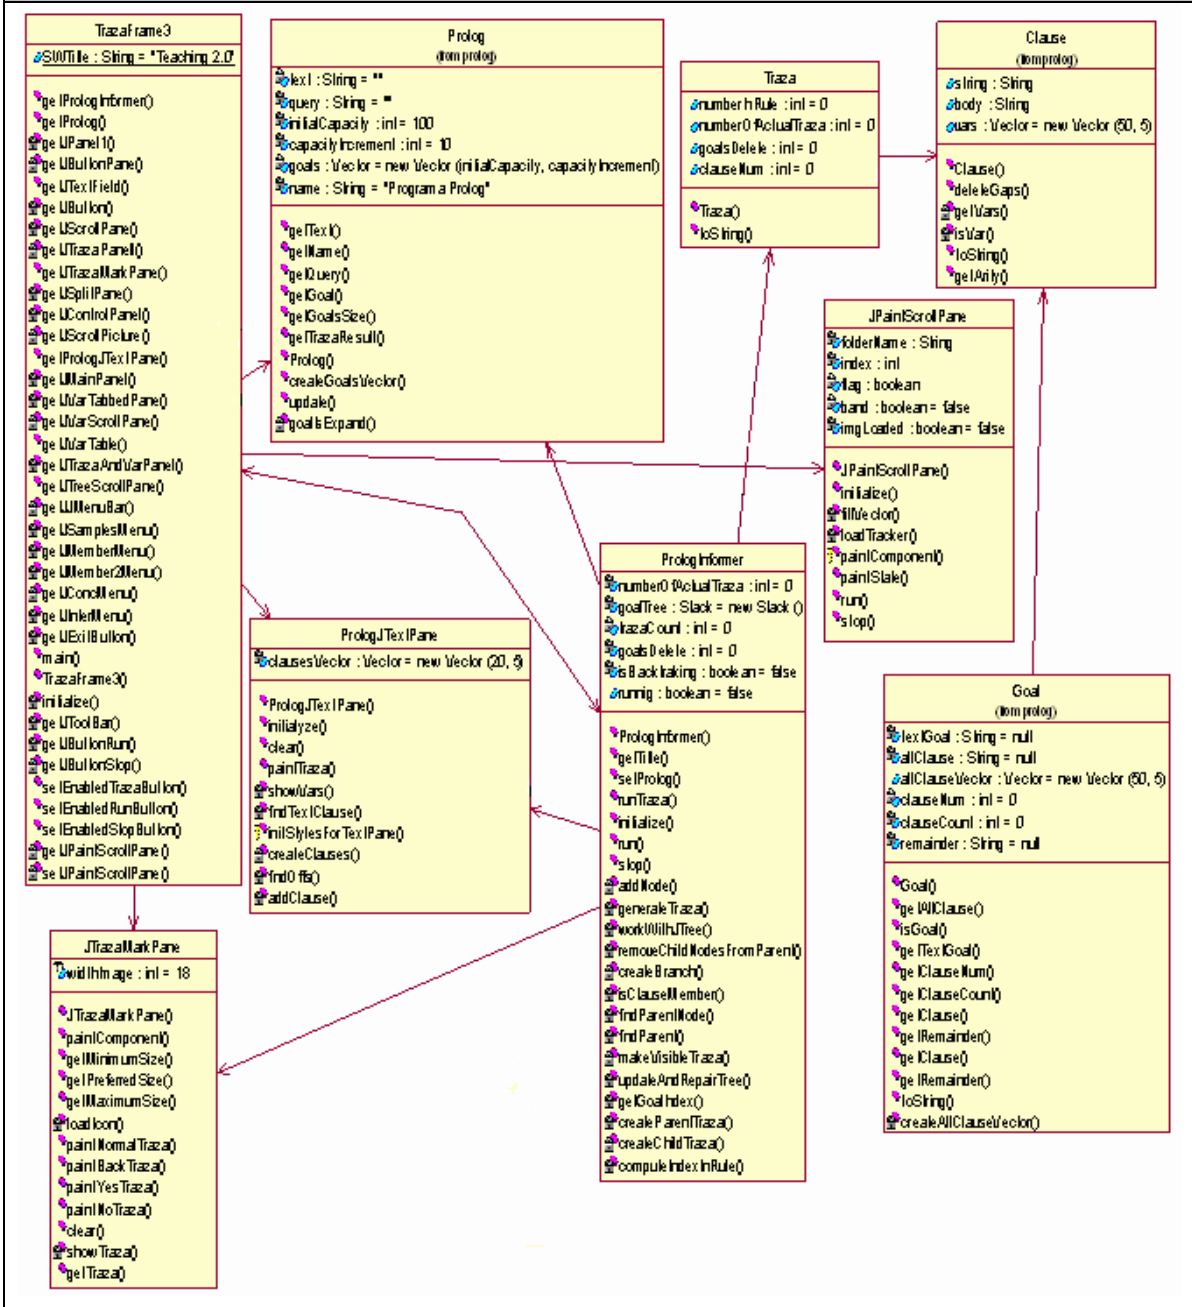 TrazaFrame3
SWTitle : String = "Teaching 2.0"
getPrologInformer()
getProlog()
getJPanel1()
getJButtonPane()
getJTextField()
getJButton()
getJScrollPane()
getJTrazaPanel()
getJTrazaMarkPane()
getJSplitPane()
getJControlPanel()
getJScrollPicture()
getPrologJTextPane()
getJMainPanel()
getJVarTabbedPane()
getJVarScrollPane()
getJVarTable()
getJTrazaAndVarPanel()
getJTreeScrollPane()
getJJMenuBar()
getJSamplesMenu()
getJMemberMenu()
getJMember2Menu()
getJConcMenu()
getJInterMenu()
getJExitButton()
main()
TrazaFrame3()
initialize()
getJToolBar()
getJButtonRun()
getJButtonStop()
setEnabledTrazaButton()
setEnabledRunButton()
setEnabledStopButton()
getJPaintScrollPane()
setJPaintScrollPane()
Prolog
(from prolog)
text : String = ""
query : String = ""
initialCapacity : int = 100
capacityIncrement : int = 10
goals : Vector = new Vector (initialCapacity, capacityIncrement)
name : String = "Programa Prolog"
getText()
getName()
getQuery()
getGoal()
getGoalsSize()
getTrazaResult()
Prolog()
createGoalsVector()
update()
goalIsExpand()
Traza
numberInRule : int = 0
numberOfActualTraza : int = 0
goalsDelete : int = 0
clauseNum : int = 0
Traza()
toString()
Clause
(from prolog)
string : String
body : String
vars : Vector = new Vector (50, 5)
Clause()
deleteGaps()
getVars()
isVar()
toString()
getArity()
JPaintScrollPane
folderName : String
index : int
flag : boolean
band : boolean = false
imgLoaded : boolean = false
JPaintScrollPane()
initialize()
fillVector()
loadTracker()
paintComponent()
paintState()
run()
stop()
PrologInformer
numberOfActualTraza : int = 0
goalTree : Stack = new Stack ()
trazaCount : int = 0
goalsDelete : int = 0
isBacktraking : boolean = false
runnig : boolean = false
PrologInformer()
getTitle()
setProlog()
runTraza()
initialize()
run()
stop()
addNode()
generateTraza()
workWithJTree()
removeChildNodesFromParent()
createBranch()
isClauseMember()
findParentNode()
findParent()
makeVisibleTraza()
updateAndRepairTree()
getGoalIndex()
createParentTraza()
createChildTraza()
computeIndexInRule()
PrologJTextPane
clausesVector : Vector = new Vector (20, 5)
PrologJTextPane()
initialyze()
clear()
paintTraza()
showVars()
findTextClause()
initStylesForTextPane()
createClauses()
findOffs()
addClause()
Goal
(from prolog)
textGoal : String = null
allClause : String = null
allClauseVector : Vector = new Vector (50, 5)
clauseNum : int = 0
clauseCount : int = 0
remainder : String = null
Goal()
getAllClause()
isGoal()
getTextGoal()
getClauseNum()
getClauseCount()
getClause()
getRemainder()
getClause()
getRemainder()
toString()
createAllClauseVector()
JTrazaMarkPane
widthImage : int = 18
JTrazaMarkPane()
paintComponent()
getMinimumSize()
getPreferredSize()
getMaximumSize()
loadIcon()
paintNormalTraza()
paintBackTraza()
paintYesTraza()
paintNoTraza()
clear()
showTraza()
getTraza()